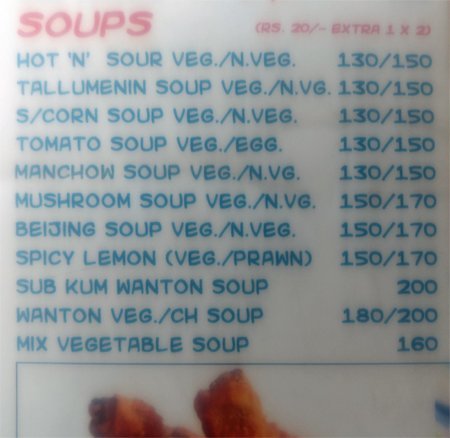 SOUPS (RS. 20/- EXTRA 1 X 2)
HOT 'N' SOUR VEG./N.VEG. 130/150
TALLUMENIN SOUP VEG./N.VG. 130/150
S/CORN SOUP VEG./N.VEG. 130/150
TOMATO SOUP VEG./EGG. 130/150
MANCHOW SOUP VEG./N.VG. 130/150
MUSHROOM SOUP VEG./N.VG. 150/170
BEIJING SOUP VEG./N.VEG. 150/170
SPICY LEMON (VEG./PRAWN) 150/170
SUB KUM WANTON SOUP 200
WANTON VEG./CH SOUP 180/200
MIX VEGETABLE SOUP 160